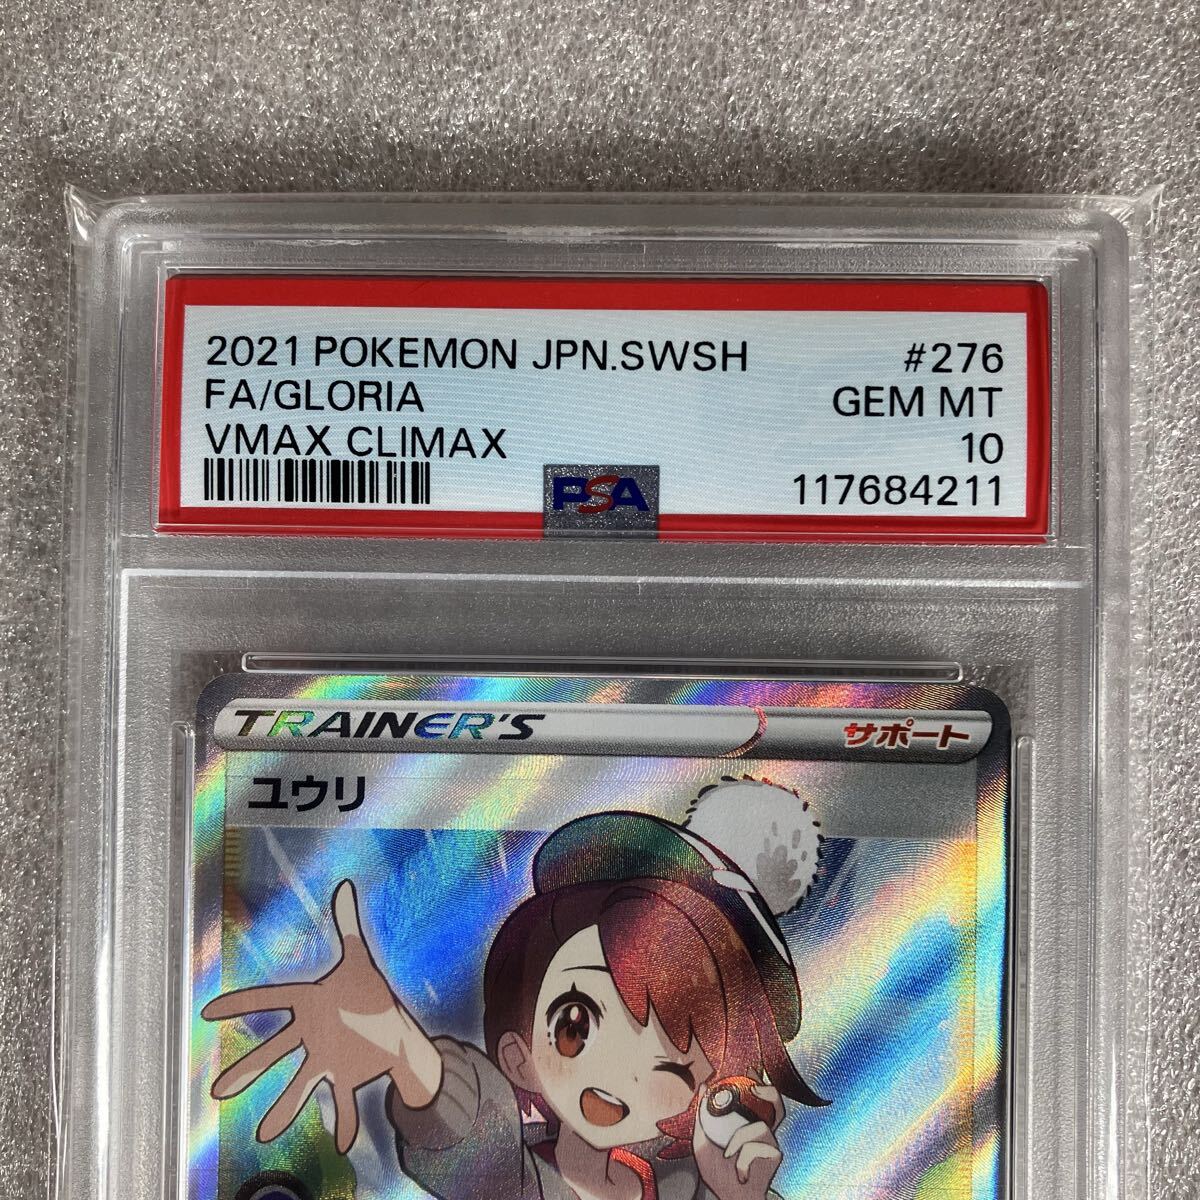 2021 POKEMON JPN.SWSH #276
FA/GLORIA GEM MT
VMAX CLIMAX 10
PSA 117684211
TRAINER'S サポート
ユウリ